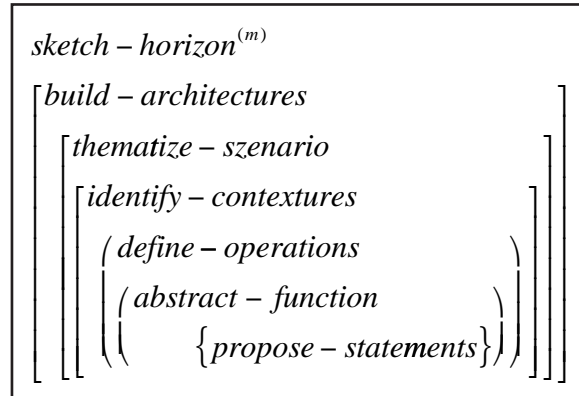 sketch – horizon⁽ᵐ⁾
build – architectures
thematize – szenario
identify – contextures
define – operations
abstract – function
{propose – statements}